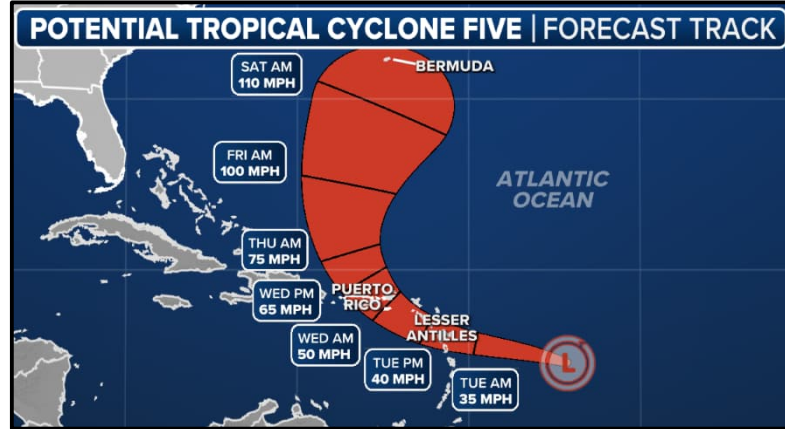 POTENTIAL TROPICAL CYCLONE FIVE | FORECAST TRACK
SAT AM
110 MPH
BERMUDA
FRI AM
100 MPH
ATLANTIC
OCEAN
THU AM
75 MPH
WED PM
65 MPH
PUERTO
RICO
LESSER
ANTILLES
WED AM
50 MPH
TUE PM
40 MPH
TUE AM
35 MPH
L